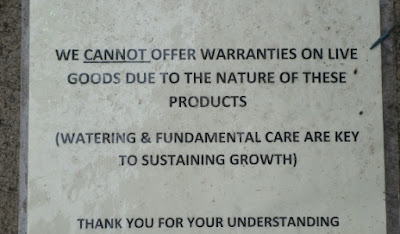 WE CANNOT OFFER WARRANTIES ON LIVE
GOODS DUE TO THE NATURE OF THESE
PRODUCTS
(WATERING & FUNDAMENTAL CARE ARE KEY
TO SUSTAINING GROWTH)
THANK YOU FOR YOUR UNDERSTANDING